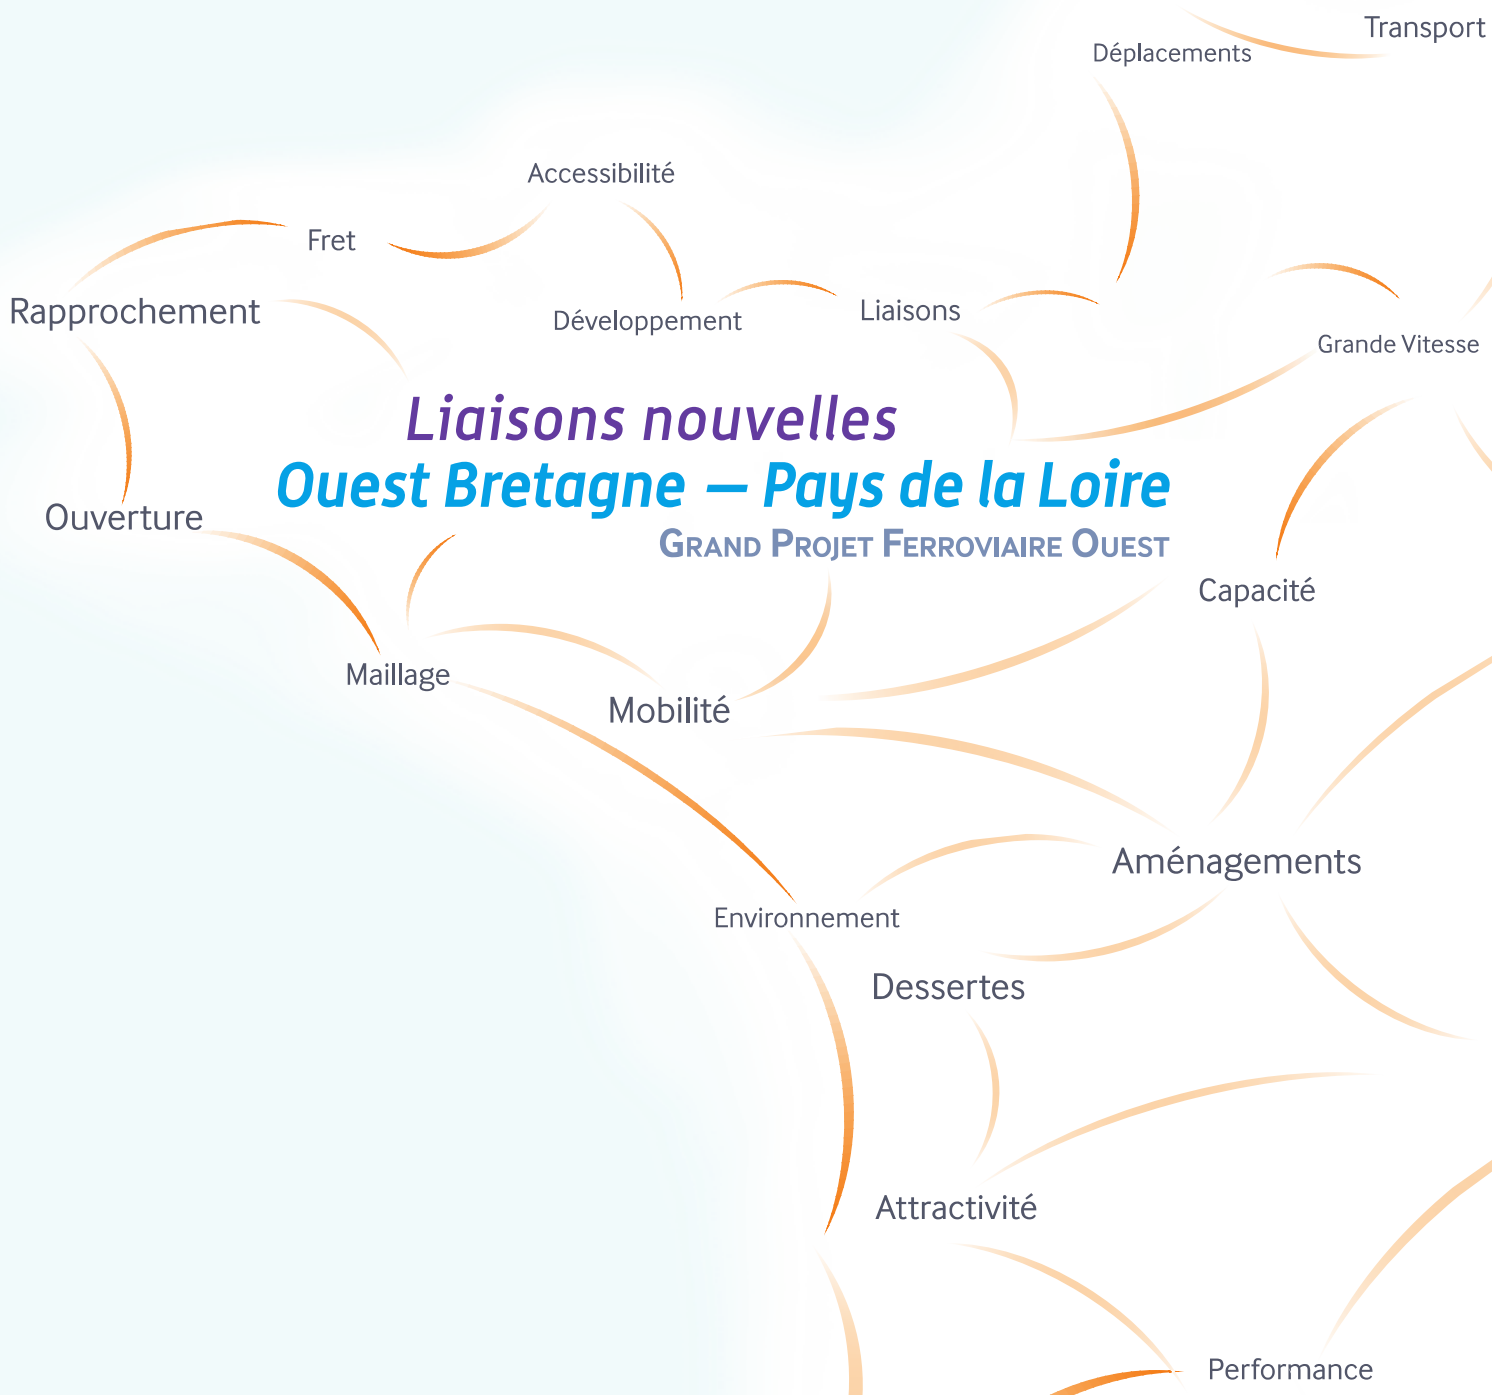 Transport
Déplacements
Accessibilité
Fret
Rapprochement
Développement
Liaisons
Grande Vitesse
Liaisons nouvelles
Ouest Bretagne – Pays de la Loire
GRAND PROJET FERROVIAIRE OUEST
Ouverture
Capacité
Maillage
Mobilité
Aménagements
Environnement
Dessertes
Attractivité
Performance